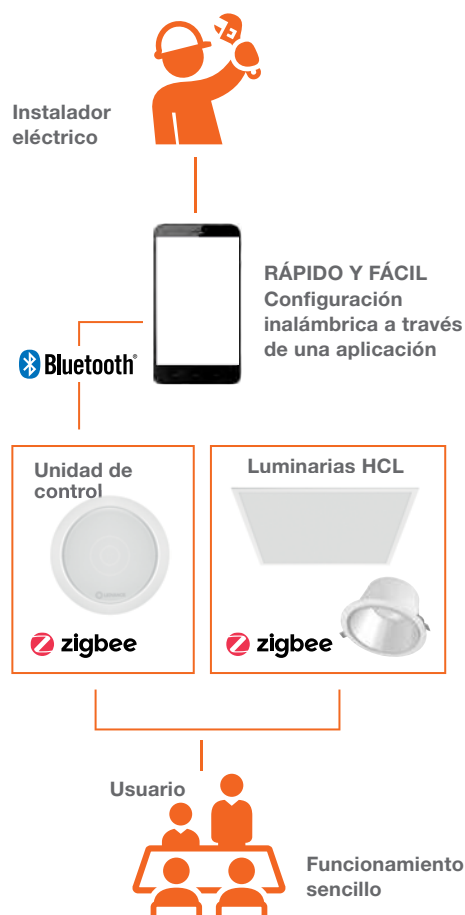 Instalador
eléctrico
RÁPIDO Y FÁCIL
Configuración
inalámbrica a través
de una aplicación
Bluetooth®
Unidad de
control
zigbee
Luminarias HCL
zigbee
Usuario
Funcionamiento
sencillo